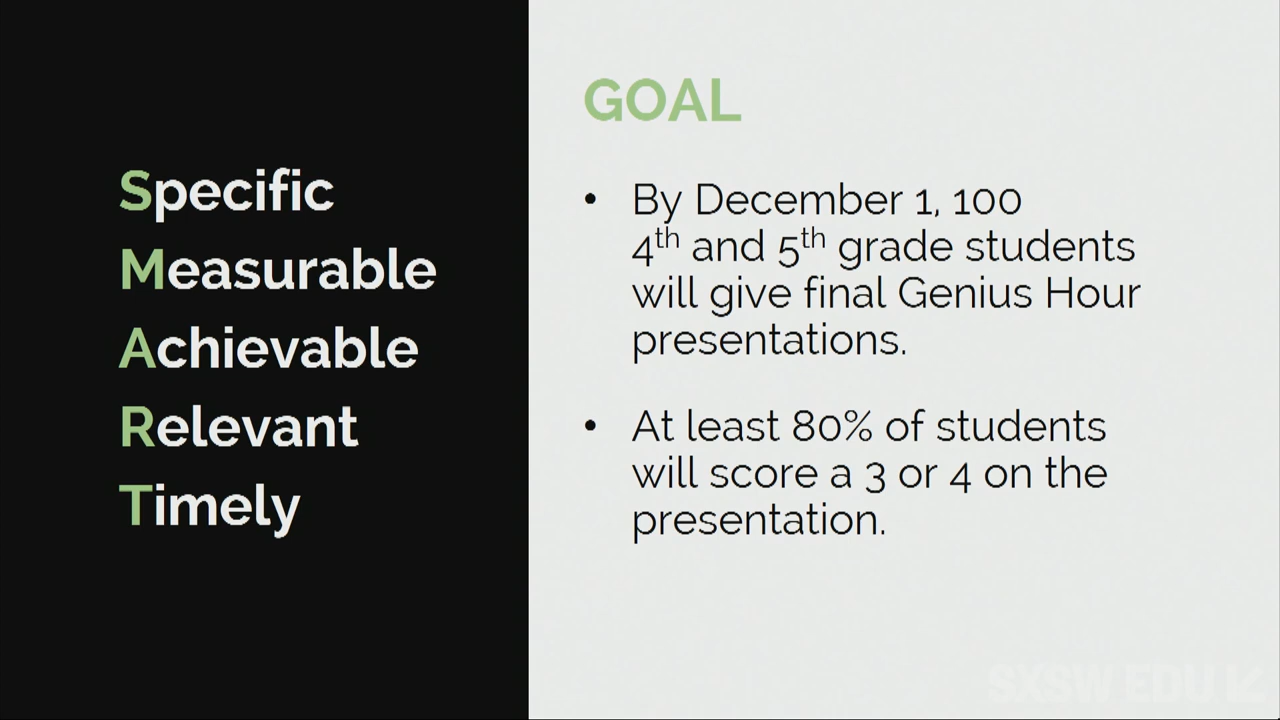 Specific
Measurable
Achievable
Relevant
Timely
GOAL
• By December 1, 100
4th and 5th grade students
will give final Genius Hour
presentations.
• At least 80% of students
will score a 3 or 4 on the
presentation.
SXSW EDU